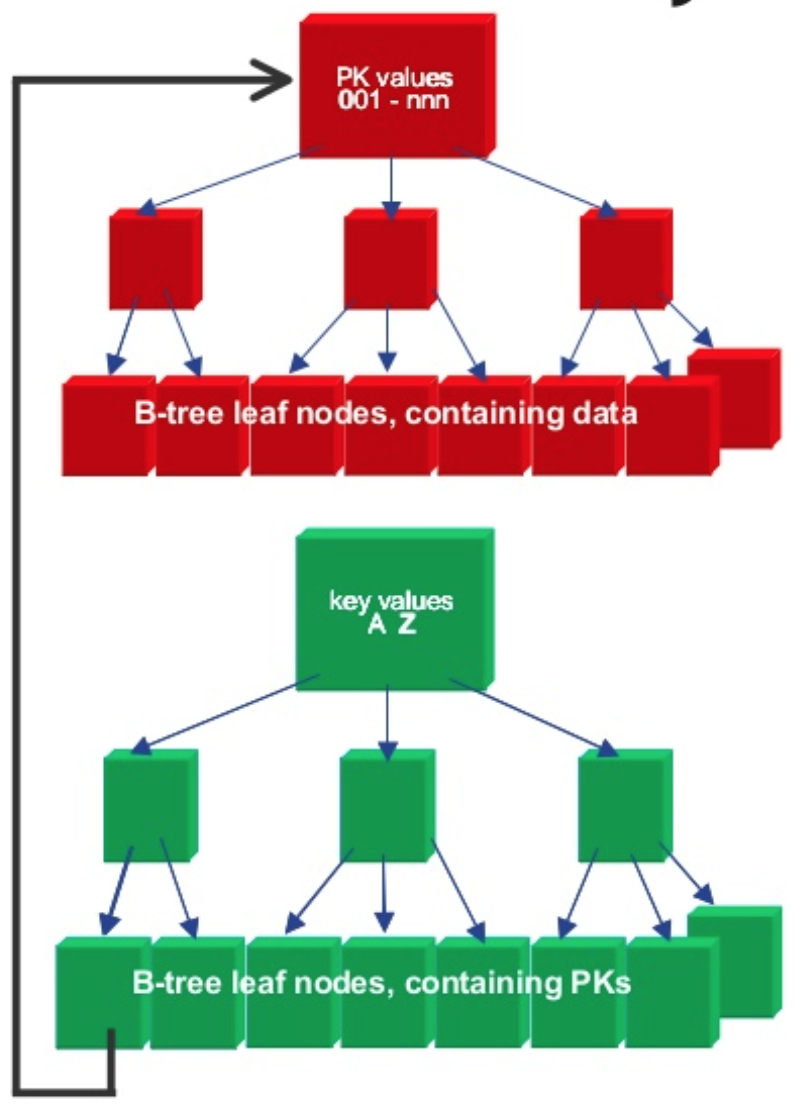 PK values
001 - nnn
B-tree leaf nodes, containing data
key values
A Z
B-tree leaf nodes, containing PKs